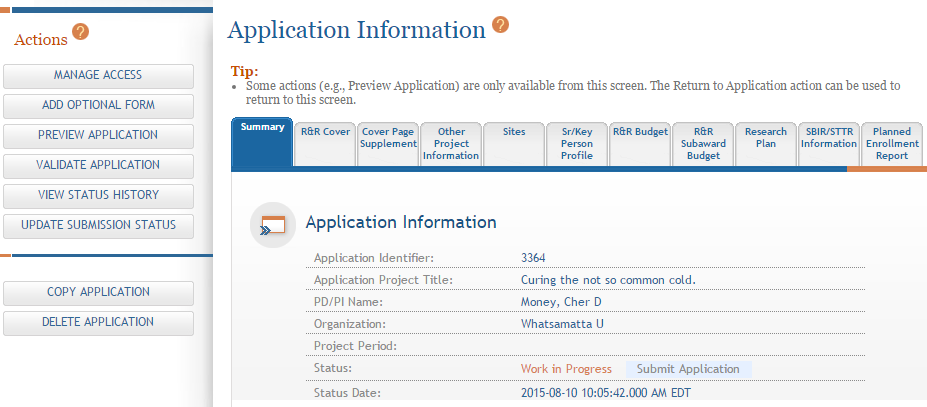 Actions ?
MANAGE ACCESS
ADD OPTIONAL FORM
PREVIEW APPLICATION
VALIDATE APPLICATION
VIEW STATUS HISTORY
UPDATE SUBMISSION STATUS
COPY APPLICATION
DELETE APPLICATION
Application Information ?
Tip:
• Some actions (e.g., Preview Application) are only available from this screen. The Return to Application action can be used to
return to this screen.
Summary
R&R Cover
Cover Page
Supplement
Other
Project
Information
Sites
Sr/Key
Person
Profile
R&R Budget
R&R
Subaward
Budget
Research
Plan
SBIR/STTR
Information
Planned
Enrollment
Report
Application Information
Application Identifier: 3364
Application Project Title: Curing the not so common cold.
PD/PI Name: Money, Cher D
Organization: Whatsamatta U
Project Period:
Status: Work in Progress Submit Application
Status Date: 2015-08-10 10:05:42.000 AM EDT